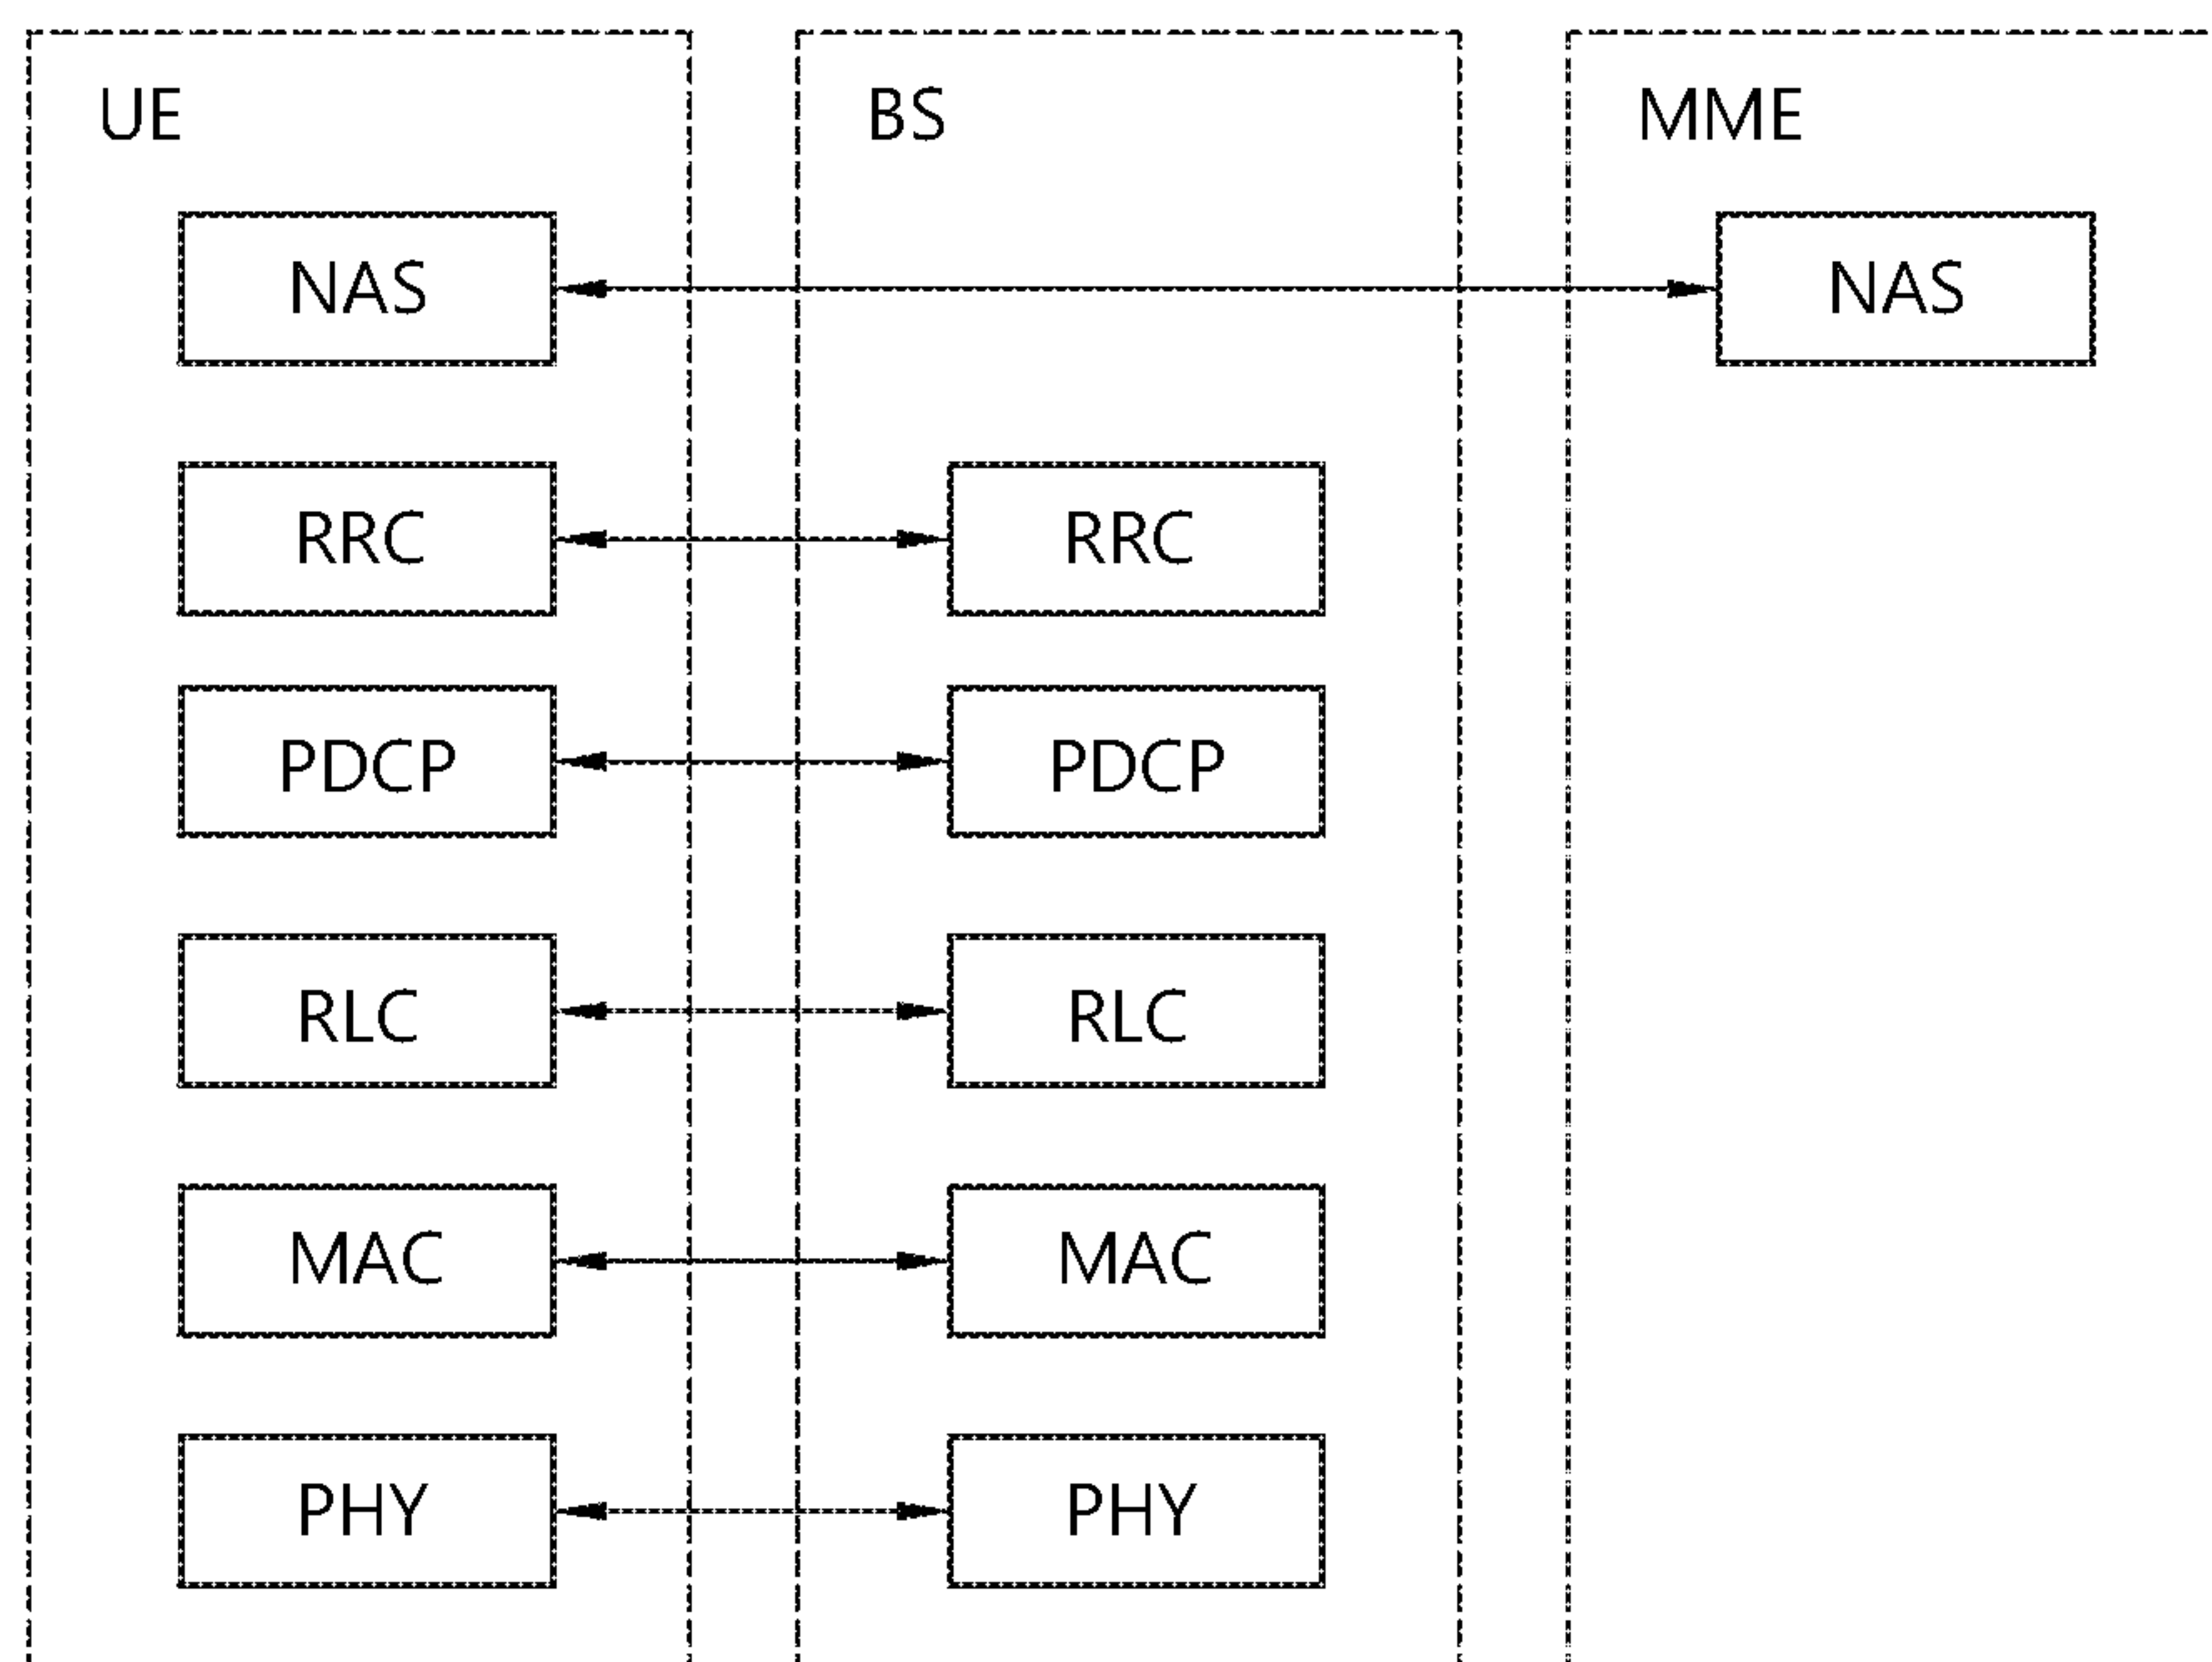 UE
BS
MME
NAS
NAS
RRC
RRC
PDCP
PDCP
RLC
RLC
MAC
MAC
PHY
PHY